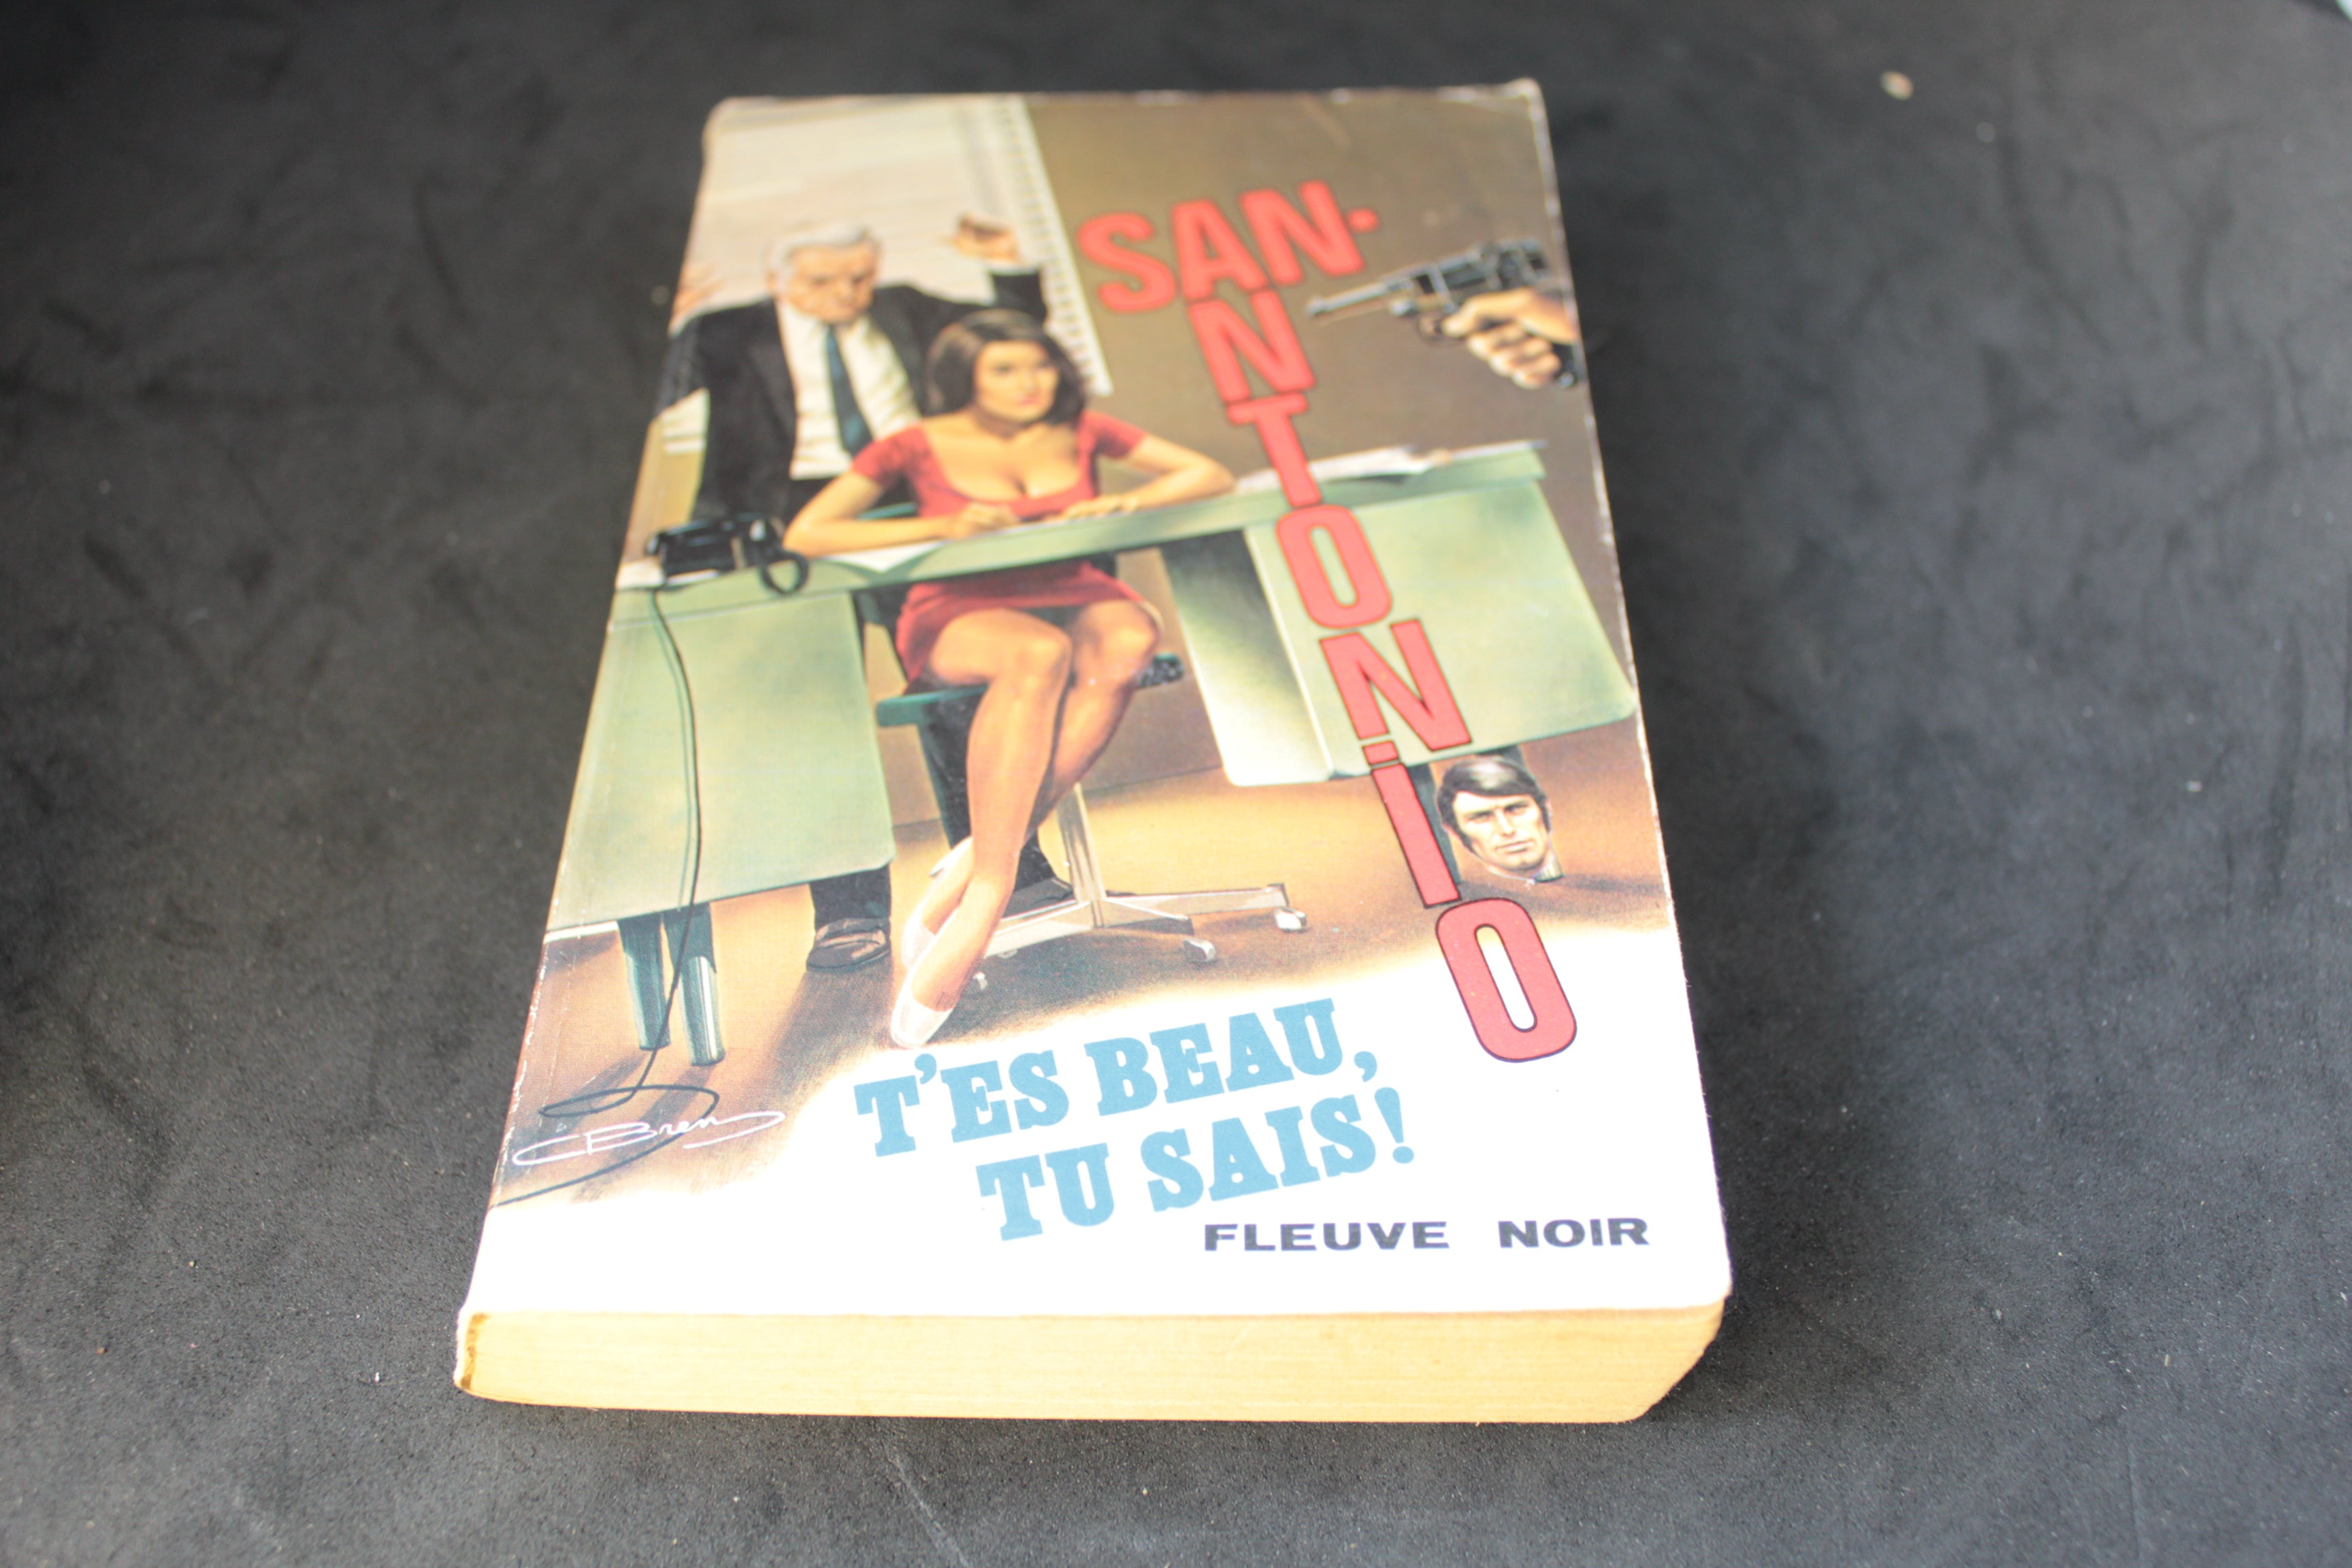 SAN-
ANTONIO
T'ES BEAU,
TU SAIS!
FLEUVE NOIR